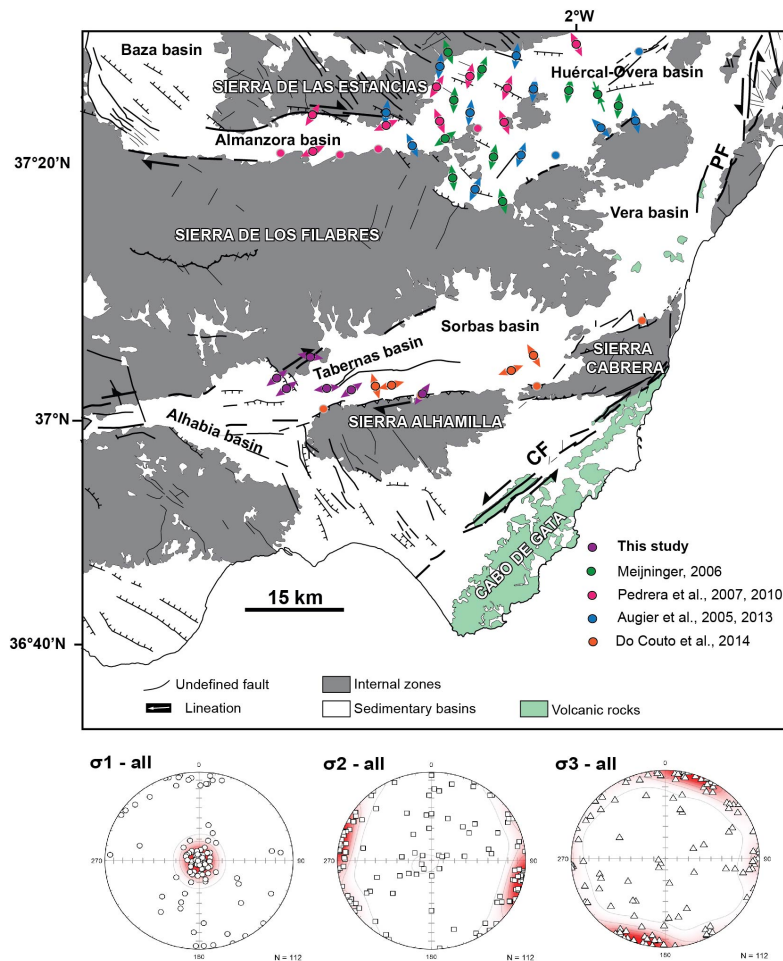 2°W
Baza basin
Huércal-Overa basin
SIERRA DE LAS ESTANCIAS
Almanzora basin
37°20'N
PF
Vera basin
SIERRA DE LOS FILABRES
Sorbas basin
Tabernas basin
SIERRA
CABRERA
37°N
SIERRA ALHAMILLA
Alhabia basin
CF
CABO DE GATA
This study
Meijninger, 2006
Pedrera et al., 2007, 2010
Augier et al., 2005, 2013
Do Couto et al., 2014
15 km
36°40'N
Undefined fault
Internal zones
Lineation
Sedimentary basins
Volcanic rocks
σ1 - all
σ2 - all
σ3 - all
0
0
0
270
90
270
90
270
90
180
180
180
N = 112
N = 112
N = 112